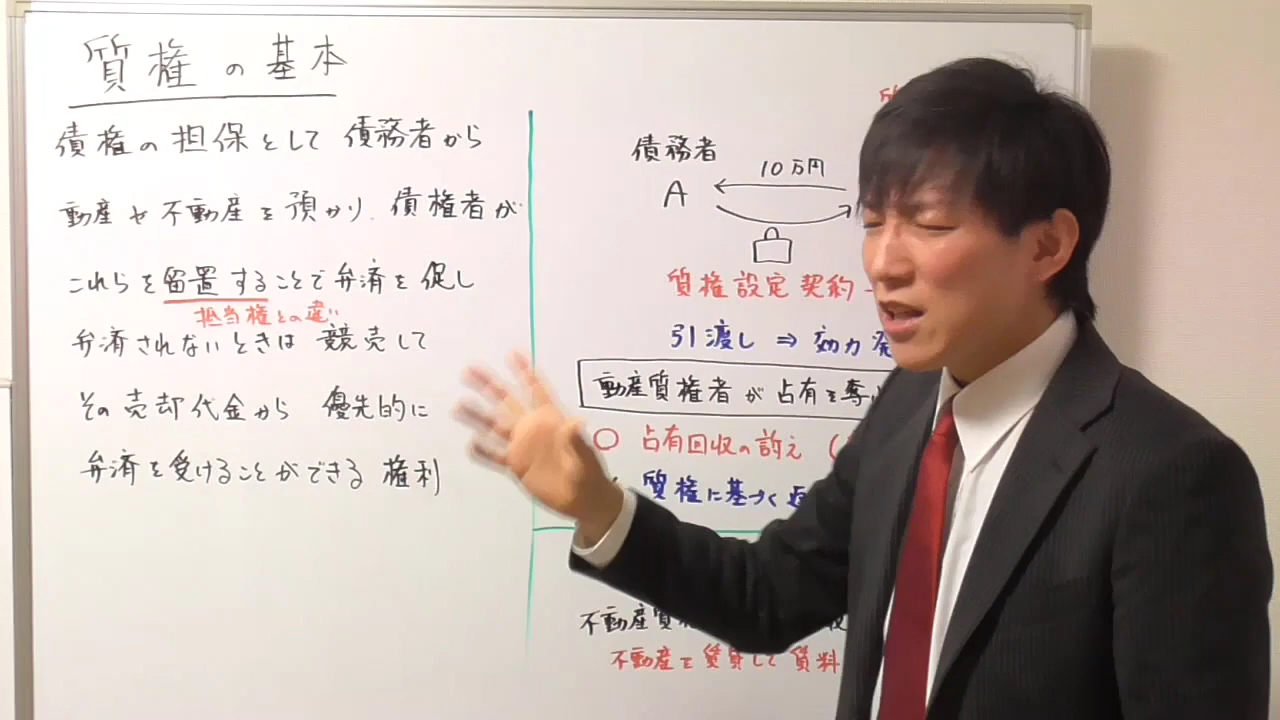 質権の基本
債権の担保として 債務者から
動産や不動産を預かり、債権者が
これらを留置することで弁済を促し
抵当権との違い
弁済されないときは 競売して
その売却代金から 優先的に
弁済を受けることができる 権利
債務者
A
10万円
質権設定契約
引渡し ⇒ 効力発
動産質権者が占有を奪
○ 占有回収の訴え (
質権に基づく返
不動産質
不動産を賃貸して賃料